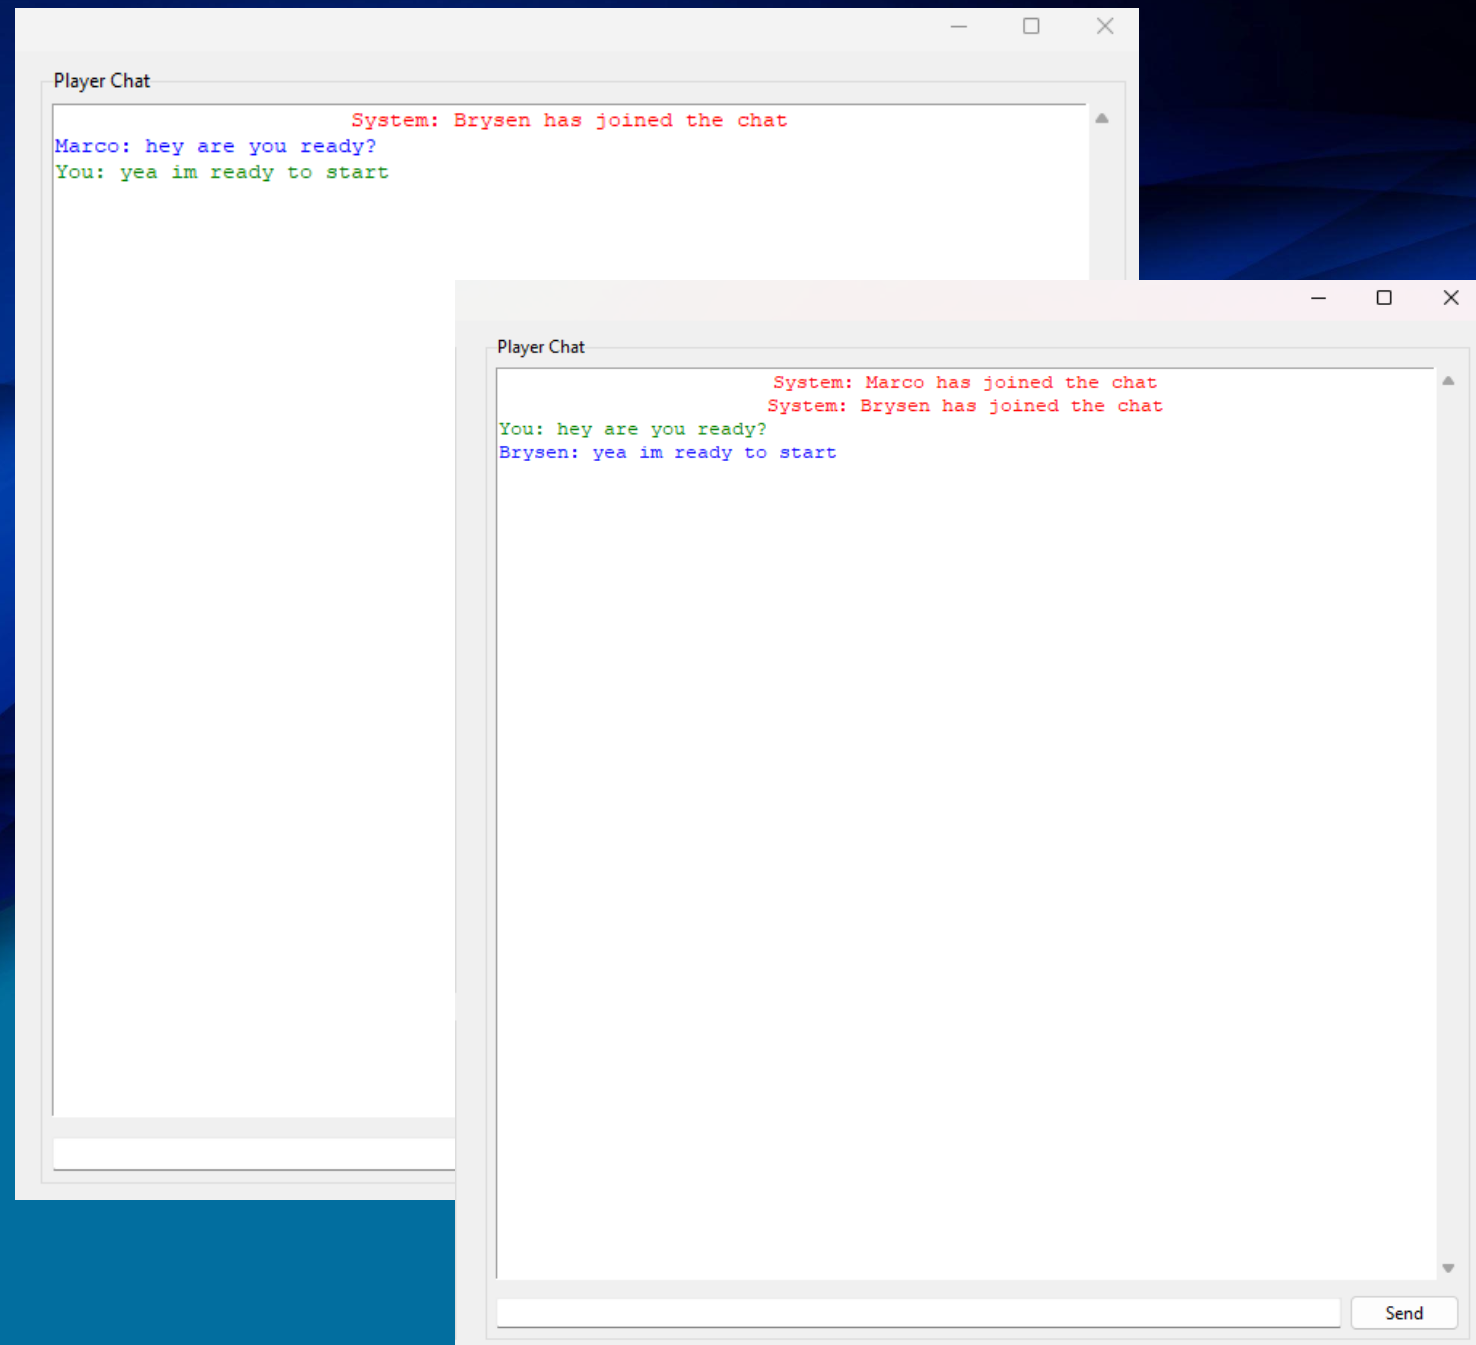 Player Chat
System: Brysen has joined the chat
Marco: hey are you ready?
You: yea im ready to start
Player Chat
System: Marco has joined the chat
System: Brysen has joined the chat
You: hey are you ready?
Brysen: yea im ready to start
Send